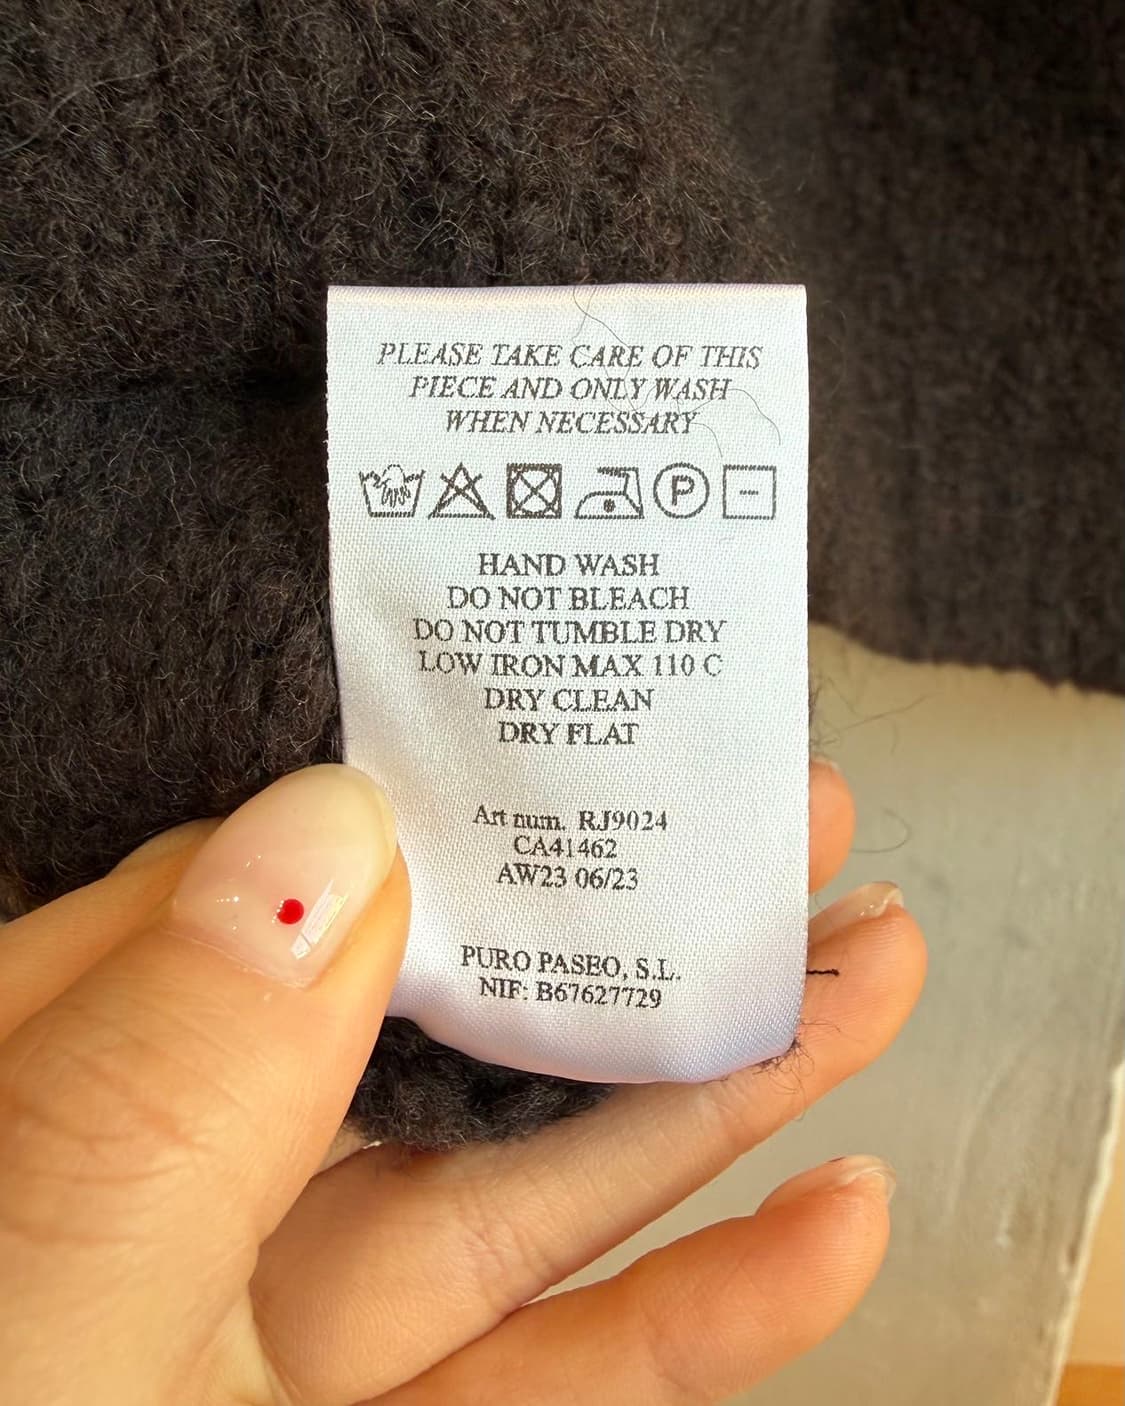 PLEASE TAKE CARE OF THIS
PIECE AND ONLY WASH
WHEN NECESSARY
P
HAND WASH
DO NOT BLEACH
DO NOT TUMBLE DRY
LOW IRON MAX 110 C
DRY CLEAN
DRY FLAT
Art num. RJ9024
CA41462
AW23 06/23
PURO PASEO, S.L.
NIF: B67627729